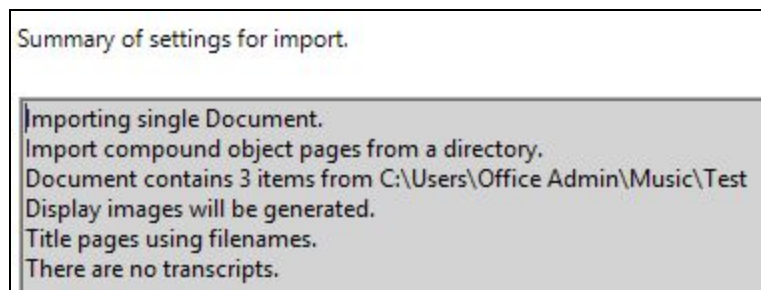 Summary of settings for import.
Importing single Document.
Import compound object pages from a directory.
Document contains 3 items from C:\Users\Office Admin\Music\Test
Display images will be generated.
Title pages using filenames.
There are no transcripts.